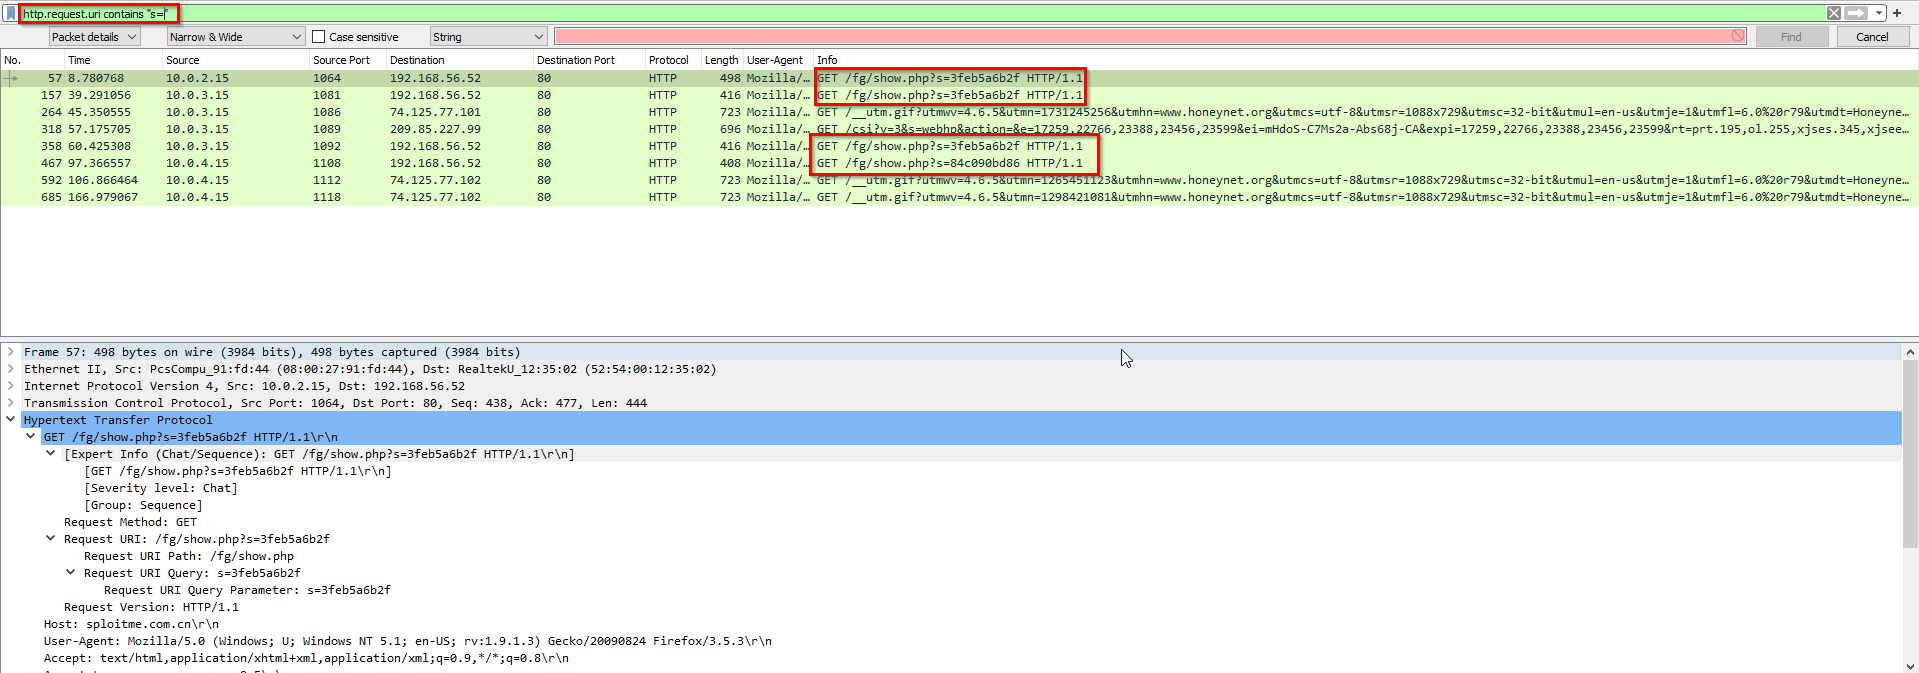 http.request.uri contains "s="
Packet details Narrow & Wide Case sensitive String Find Cancel
No. Time Source Source Port Destination Destination Port Protocol Length User-Agent Info
57 8.780768 10.0.2.15 1064 192.168.56.52 80 HTTP 498 Mozilla/… GET /fg/show.php?s=3feb5a6b2f HTTP/1.1
157 39.291056 10.0.3.15 1081 192.168.56.52 80 HTTP 416 Mozilla/… GET /fg/show.php?s=3feb5a6b2f HTTP/1.1
264 45.350555 10.0.3.15 1086 74.125.77.101 80 HTTP 723 Mozilla/… GET /__utm.gif?utmwv=4.6.5&utmn=1731245256&utmhn=www.honeynet.org&utmcs=utf-8&utmsr=1088x729&utmsc=32-bit&utmul=en-us&utmje=1&utmfl=6.0%20r79&utmdt=Honeyne…
318 57.175705 10.0.3.15 1089 209.85.227.99 80 HTTP 696 Mozilla/… GET /csi?v=3&s=webhp&action=&e=17259,22766,23388,23456,23599&ei=mHdoS-C7Ms2a-Abs68j-CA&expi=17259,22766,23388,23456,23599&rt=prt.195,ol.255,xjses.345,xjsee…
358 60.425308 10.0.3.15 1092 192.168.56.52 80 HTTP 416 Mozilla/… GET /fg/show.php?s=3feb5a6b2f HTTP/1.1
467 97.366557 10.0.4.15 1108 192.168.56.52 80 HTTP 408 Mozilla/… GET /fg/show.php?s=84c090bd86 HTTP/1.1
592 106.866464 10.0.4.15 1112 74.125.77.102 80 HTTP 723 Mozilla/… GET /__utm.gif?utmwv=4.6.5&utmn=1265451123&utmhn=www.honeynet.org&utmcs=utf-8&utmsr=1088x729&utmsc=32-bit&utmul=en-us&utmje=1&utmfl=6.0%20r79&utmdt=Honeyne…
685 166.979067 10.0.4.15 1118 74.125.77.102 80 HTTP 723 Mozilla/… GET /__utm.gif?utmwv=4.6.5&utmn=1298421081&utmhn=www.honeynet.org&utmcs=utf-8&utmsr=1088x729&utmsc=32-bit&utmul=en-us&utmje=1&utmfl=6.0%20r79&utmdt=Honeyne…
Frame 57: 498 bytes on wire (3984 bits), 498 bytes captured (3984 bits)
Ethernet II, Src: PcsCompu_91:fd:44 (08:00:27:91:fd:44), Dst: RealtekU_12:35:02 (52:54:00:12:35:02)
Internet Protocol Version 4, Src: 10.0.2.15, Dst: 192.168.56.52
Transmission Control Protocol, Src Port: 1064, Dst Port: 80, Seq: 438, Ack: 477, Len: 444
Hypertext Transfer Protocol
GET /fg/show.php?s=3feb5a6b2f HTTP/1.1\r\n
[Expert Info (Chat/Sequence): GET /fg/show.php?s=3feb5a6b2f HTTP/1.1\r\n]
[GET /fg/show.php?s=3feb5a6b2f HTTP/1.1\r\n]
[Severity level: Chat]
[Group: Sequence]
Request Method: GET
Request URI: /fg/show.php?s=3feb5a6b2f
Request URI Path: /fg/show.php
Request URI Query: s=3feb5a6b2f
Request URI Query Parameter: s=3feb5a6b2f
Request Version: HTTP/1.1
Host: sploitme.com.cn\r\n
User-Agent: Mozilla/5.0 (Windows; U; Windows NT 5.1; en-US; rv:1.9.1.3) Gecko/20090824 Firefox/3.5.3\r\n
Accept: text/html,application/xhtml+xml,application/xml;q=0.9,*/*;q=0.8\r\n